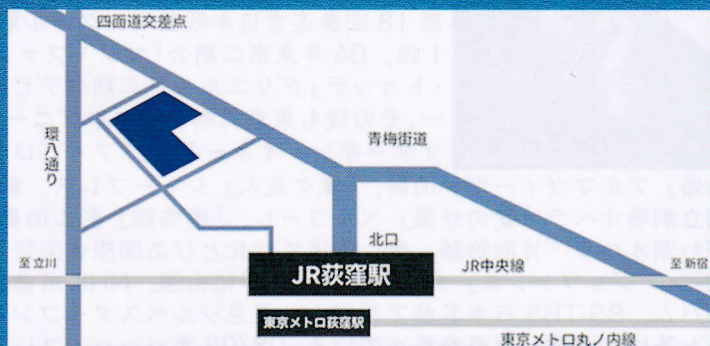 四面道交差点
環八通り
青梅街道
北口
至 立川
JR荻窪駅
JR中央線
至 新宿
東京メトロ荻窪駅
東京メトロ丸ノ内線